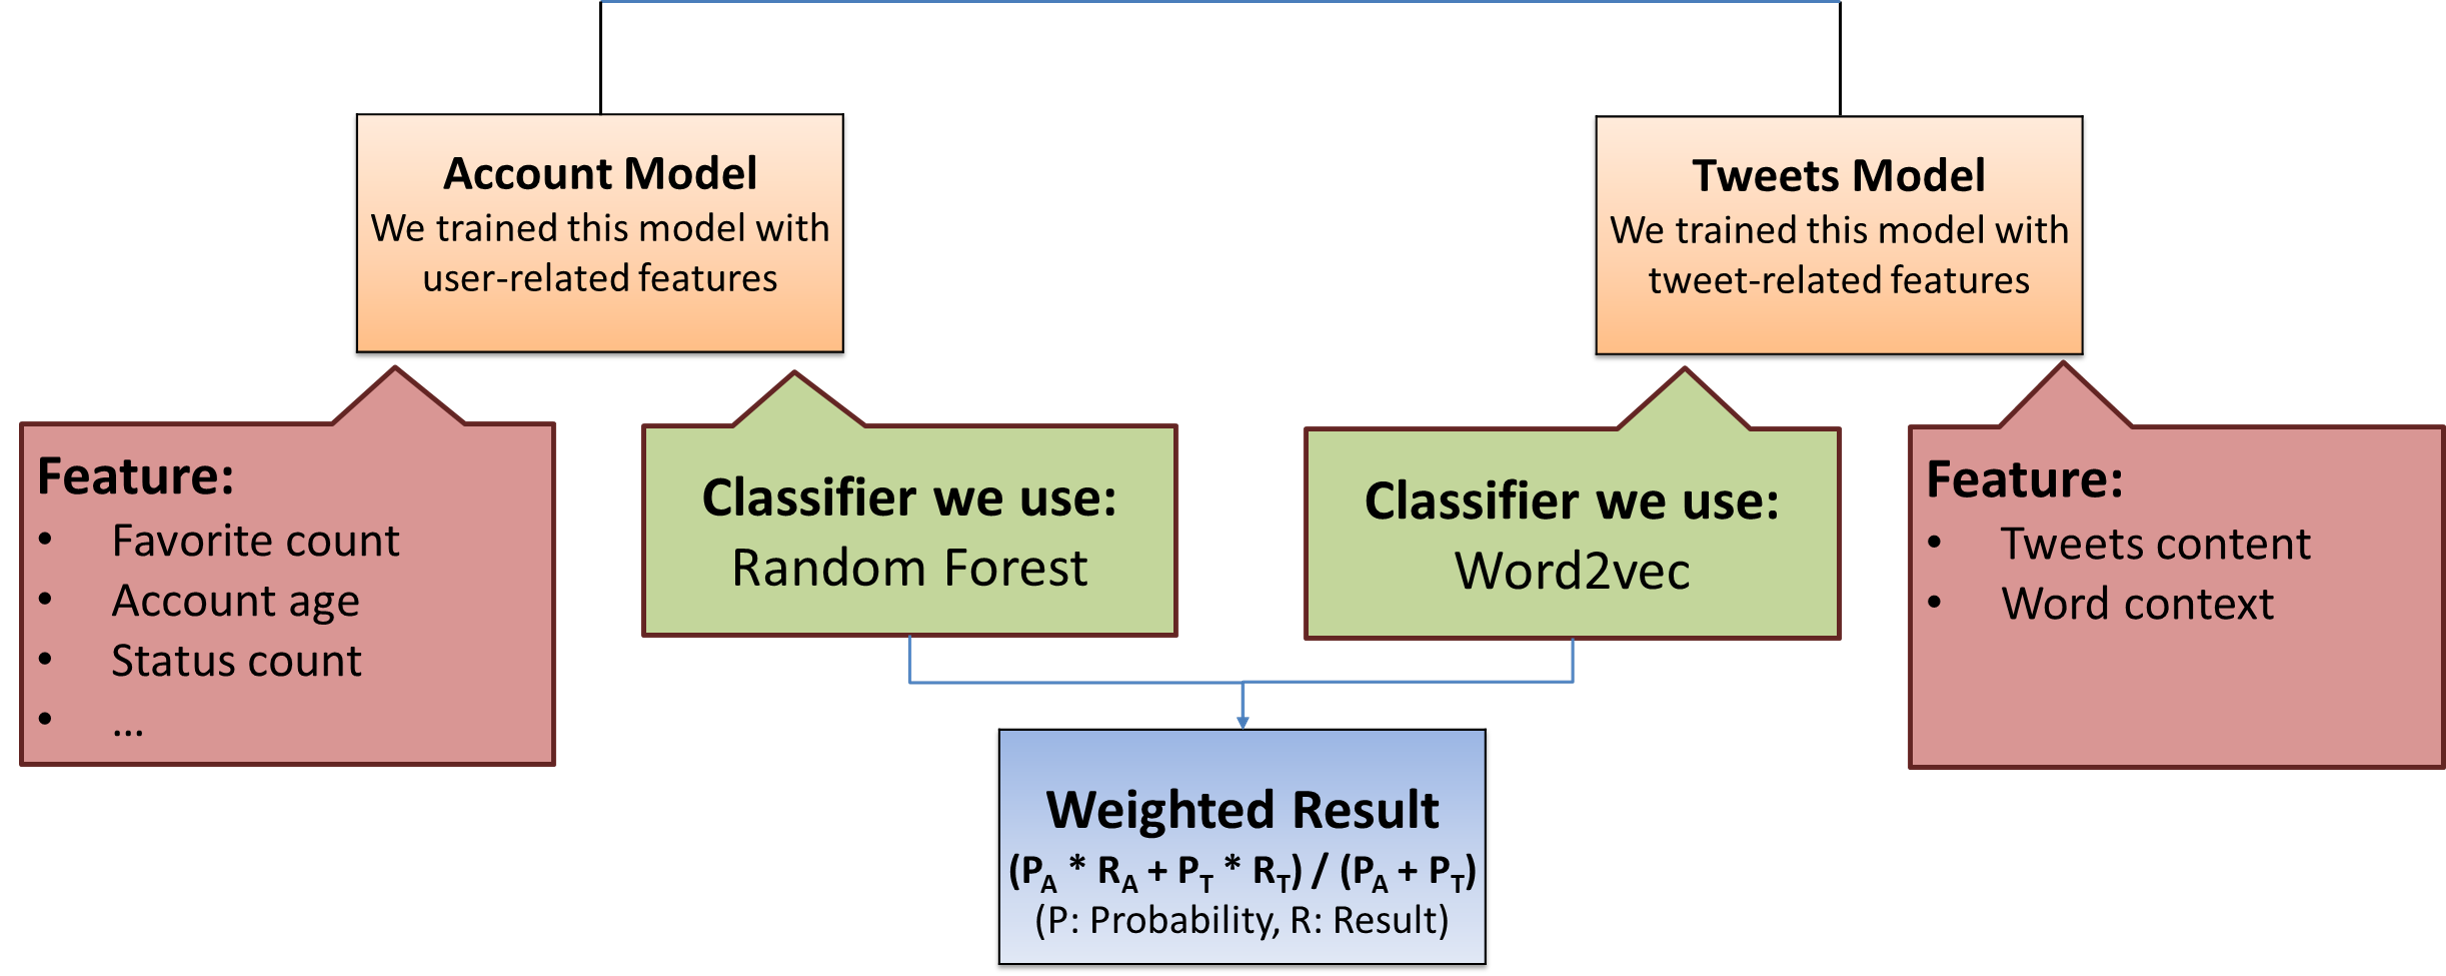 Account Model
We trained this model with
user-related features
Tweets Model
We trained this model with
tweet-related features
Feature:
• Favorite count
• Account age
• Status count
• ...
Classifier we use:
Random Forest
Classifier we use:
Word2vec
Feature:
• Tweets content
• Word context
Weighted Result
(P_A * R_A + P_T * R_T) / (P_A + P_T)
(P: Probability, R: Result)